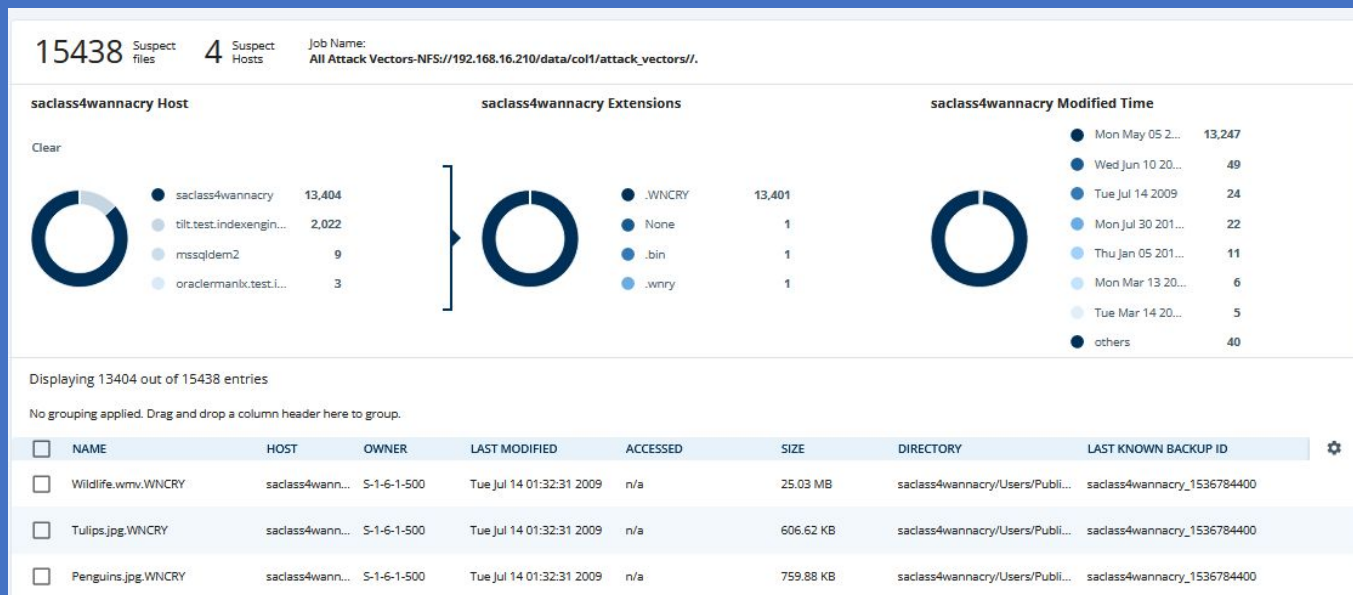 15438 Suspect files 4 Suspect Hosts Job Name:
All Attack Vectors-NFS://192.168.16.210/data/col1/attack_vectors//.
saclass4wannacry Host
Clear
saclass4wannacry 13,404
tilt.test.indexengin... 2,022
mssqldem2 9
oraclermanlx.test.i... 3
saclass4wannacry Extensions
.WNCRY 13,401
None 1
.bin 1
.wnry 1
saclass4wannacry Modified Time
Mon May 05 2... 13,247
Wed Jun 10 20... 49
Tue Jul 14 2009 24
Mon Jul 30 201... 22
Thu Jan 05 201... 11
Mon Mar 13 20... 6
Tue Mar 14 20... 5
others 40
Displaying 13404 out of 15438 entries
No grouping applied. Drag and drop a column header here to group.
NAME HOST OWNER LAST MODIFIED ACCESSED SIZE DIRECTORY LAST KNOWN BACKUP ID
Wildlife.wmv.WNCRY saclass4wann... S-1-6-1-500 Tue Jul 14 01:32:31 2009 n/a 25.03 MB saclass4wannacry/Users/Publi... saclass4wannacry_1536784400
Tulips.jpg.WNCRY saclass4wann... S-1-6-1-500 Tue Jul 14 01:32:31 2009 n/a 606.62 KB saclass4wannacry/Users/Publi... saclass4wannacry_1536784400
Penguins.jpg.WNCRY saclass4wann... S-1-6-1-500 Tue Jul 14 01:32:31 2009 n/a 759.88 KB saclass4wannacry/Users/Publi... saclass4wannacry_1536784400